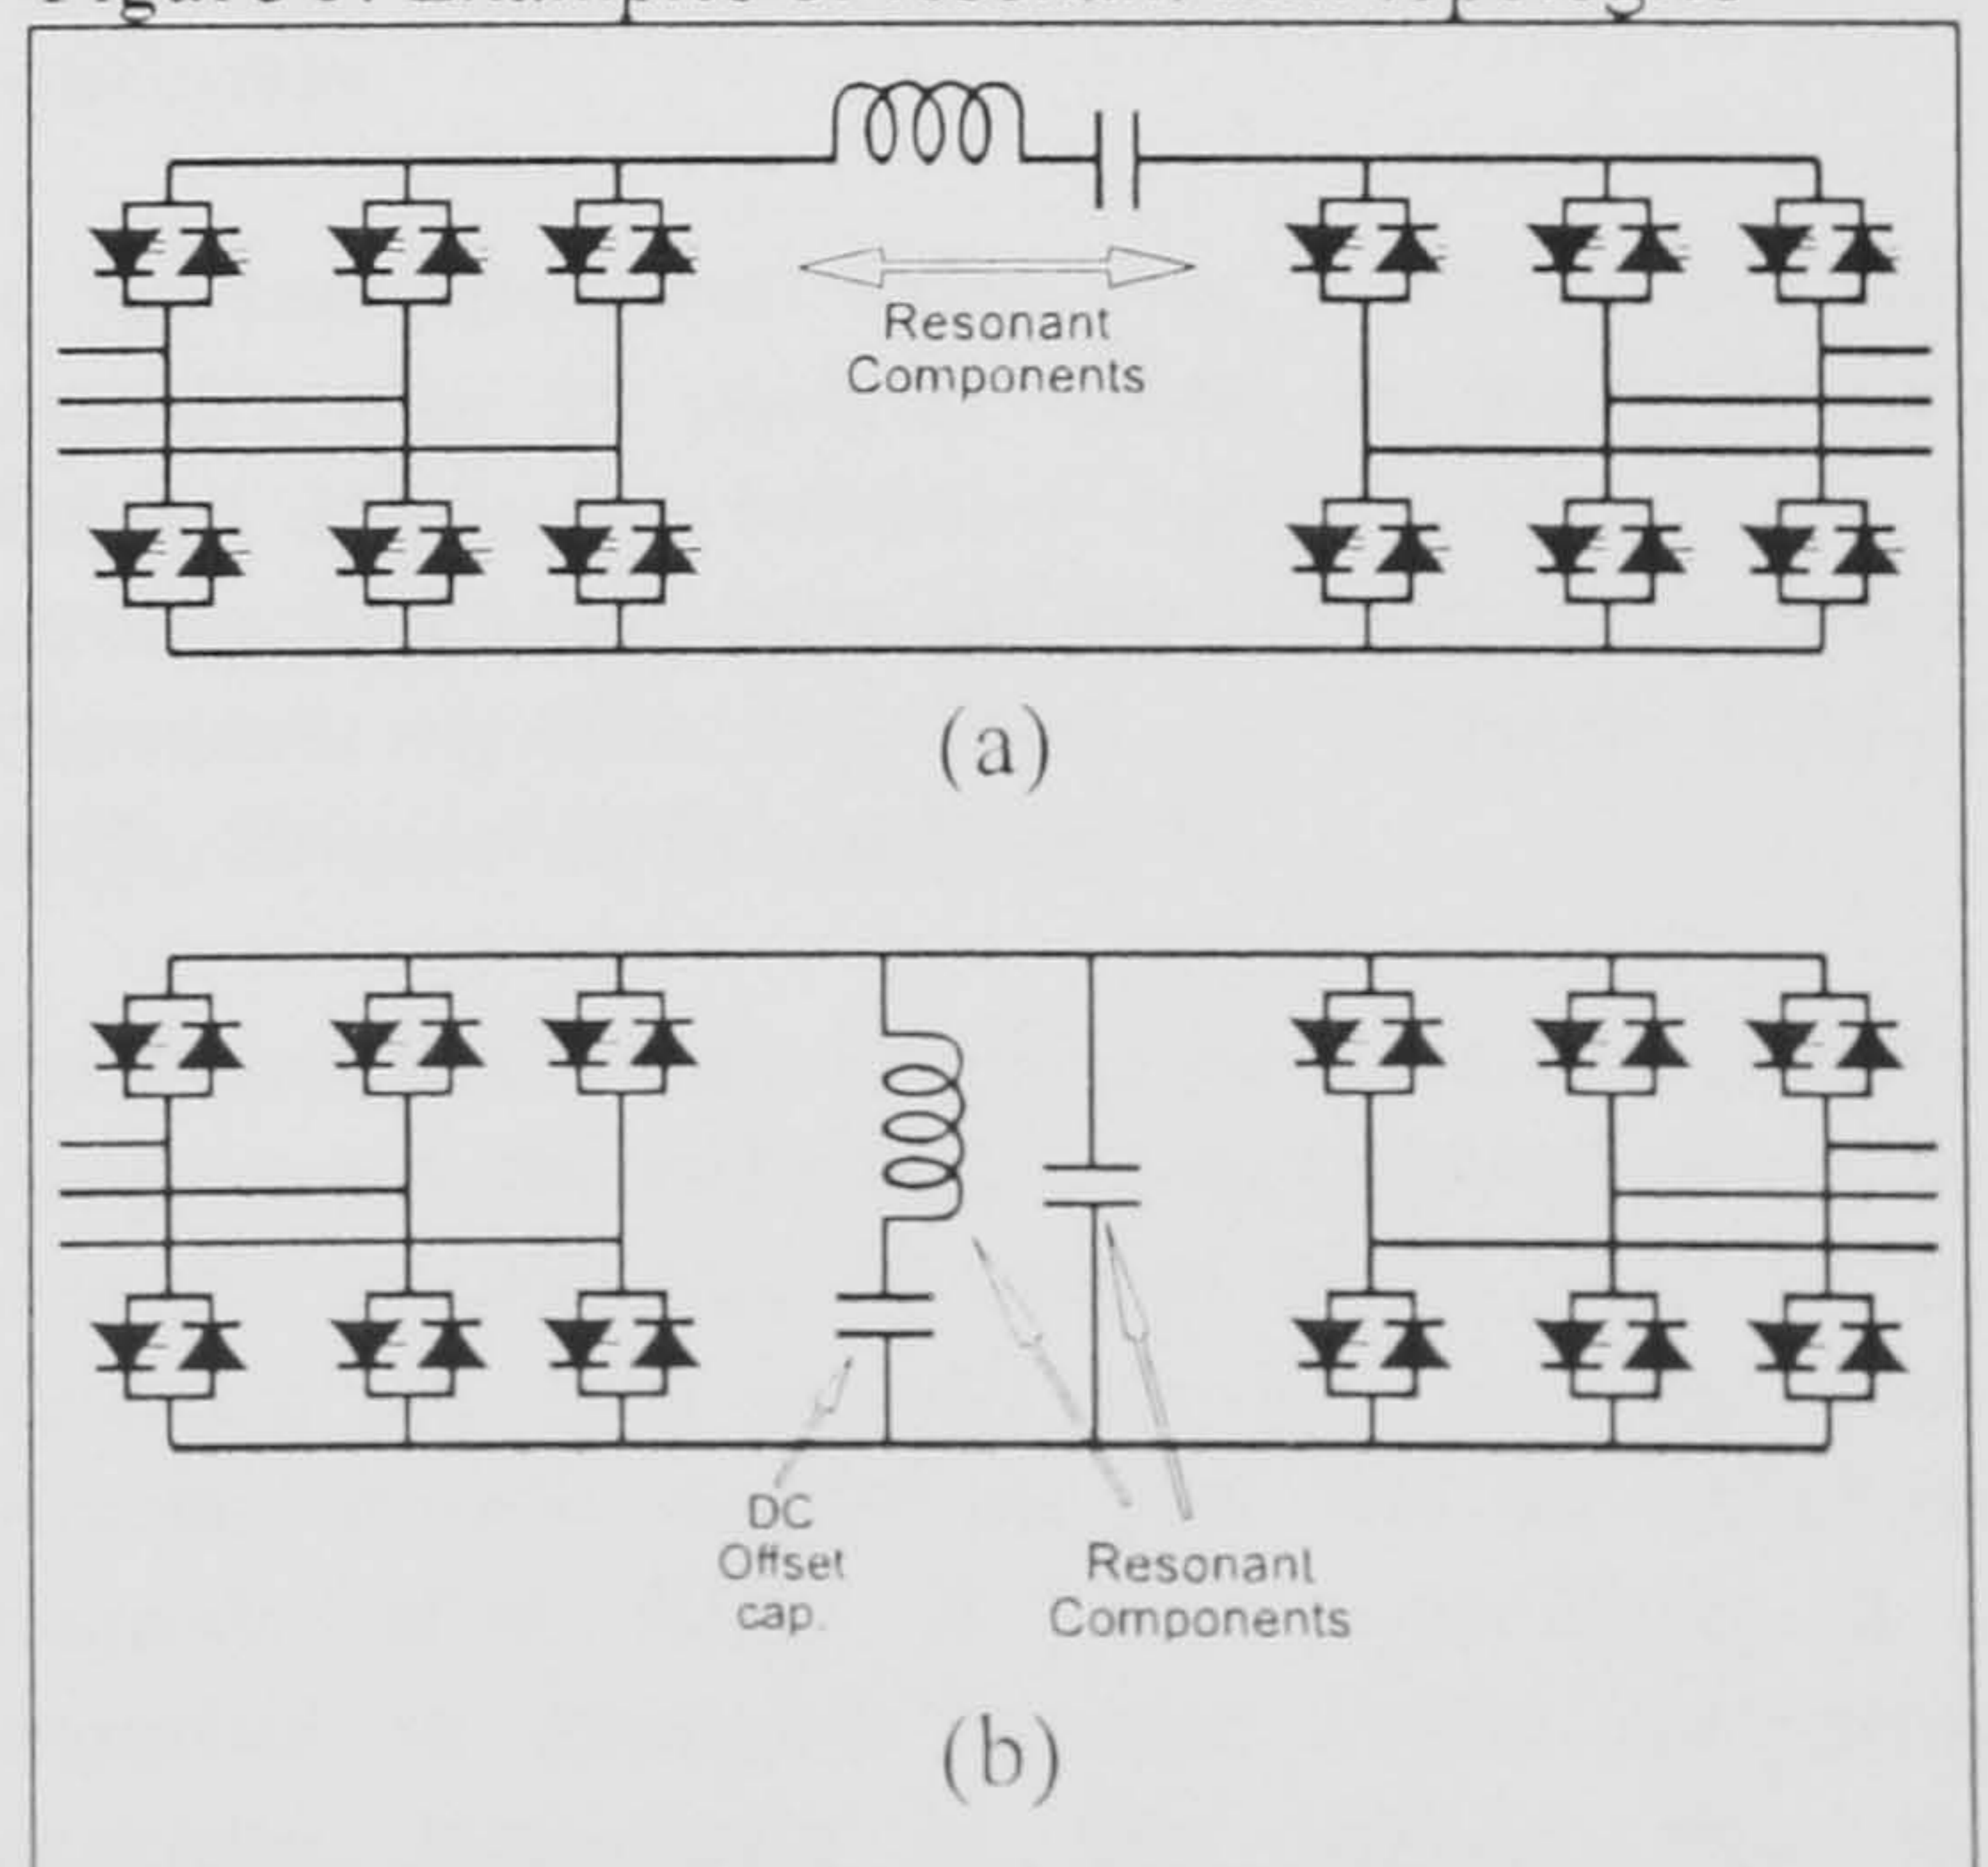 Resonant
Components
(a)
DC
Offset
cap.
Resonant
Components
(b)